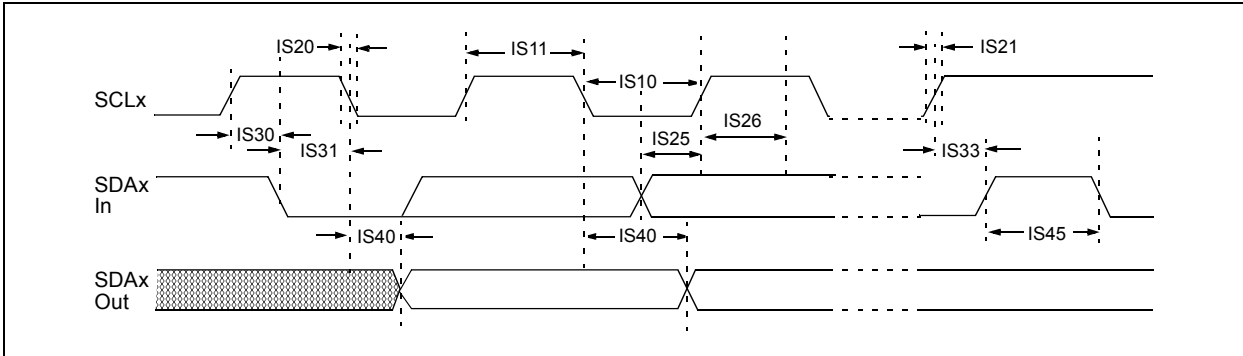 IS20 IS11 IS21
IS10
SCLx
IS30 IS31 IS25 IS26 IS33
SDAx
In
IS40 IS40 IS45
SDAx
Out